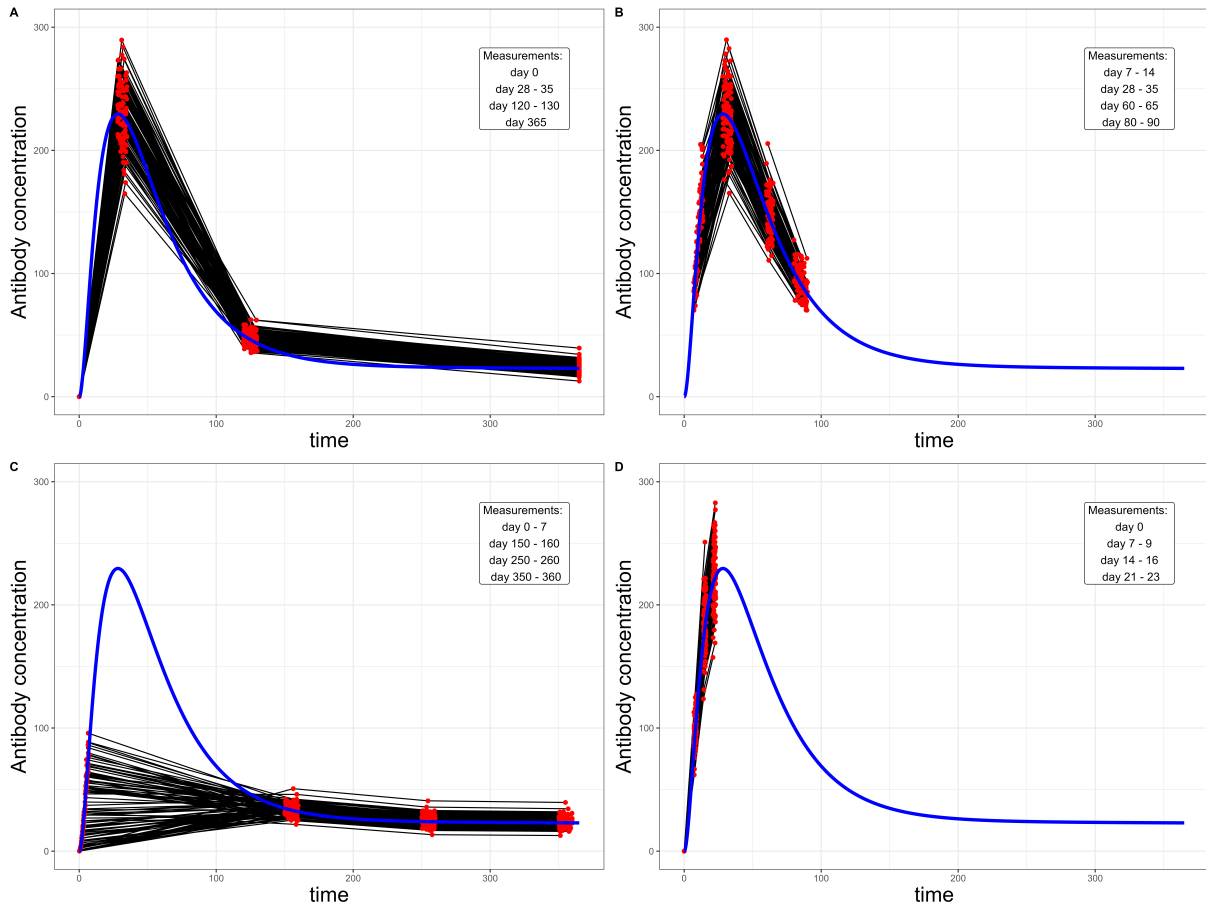 A
Antibody concentration
300
200
100
0
Measurements:
day 0
day 28 - 35
day 120 - 130
day 365
0
100
200
300
time
B
Antibody concentration
300
200
100
0
Measurements:
day 7 - 14
day 28 - 35
day 60 - 65
day 80 - 90
0
100
200
300
time
C
Antibody concentration
300
200
100
0
Measurements:
day 0 - 7
day 150 - 160
day 250 - 260
day 350 - 360
0
100
200
300
time
D
Antibody concentration
300
200
100
0
Measurements:
day 0
day 7 - 9
day 14 - 16
day 21 - 23
0
100
200
300
time